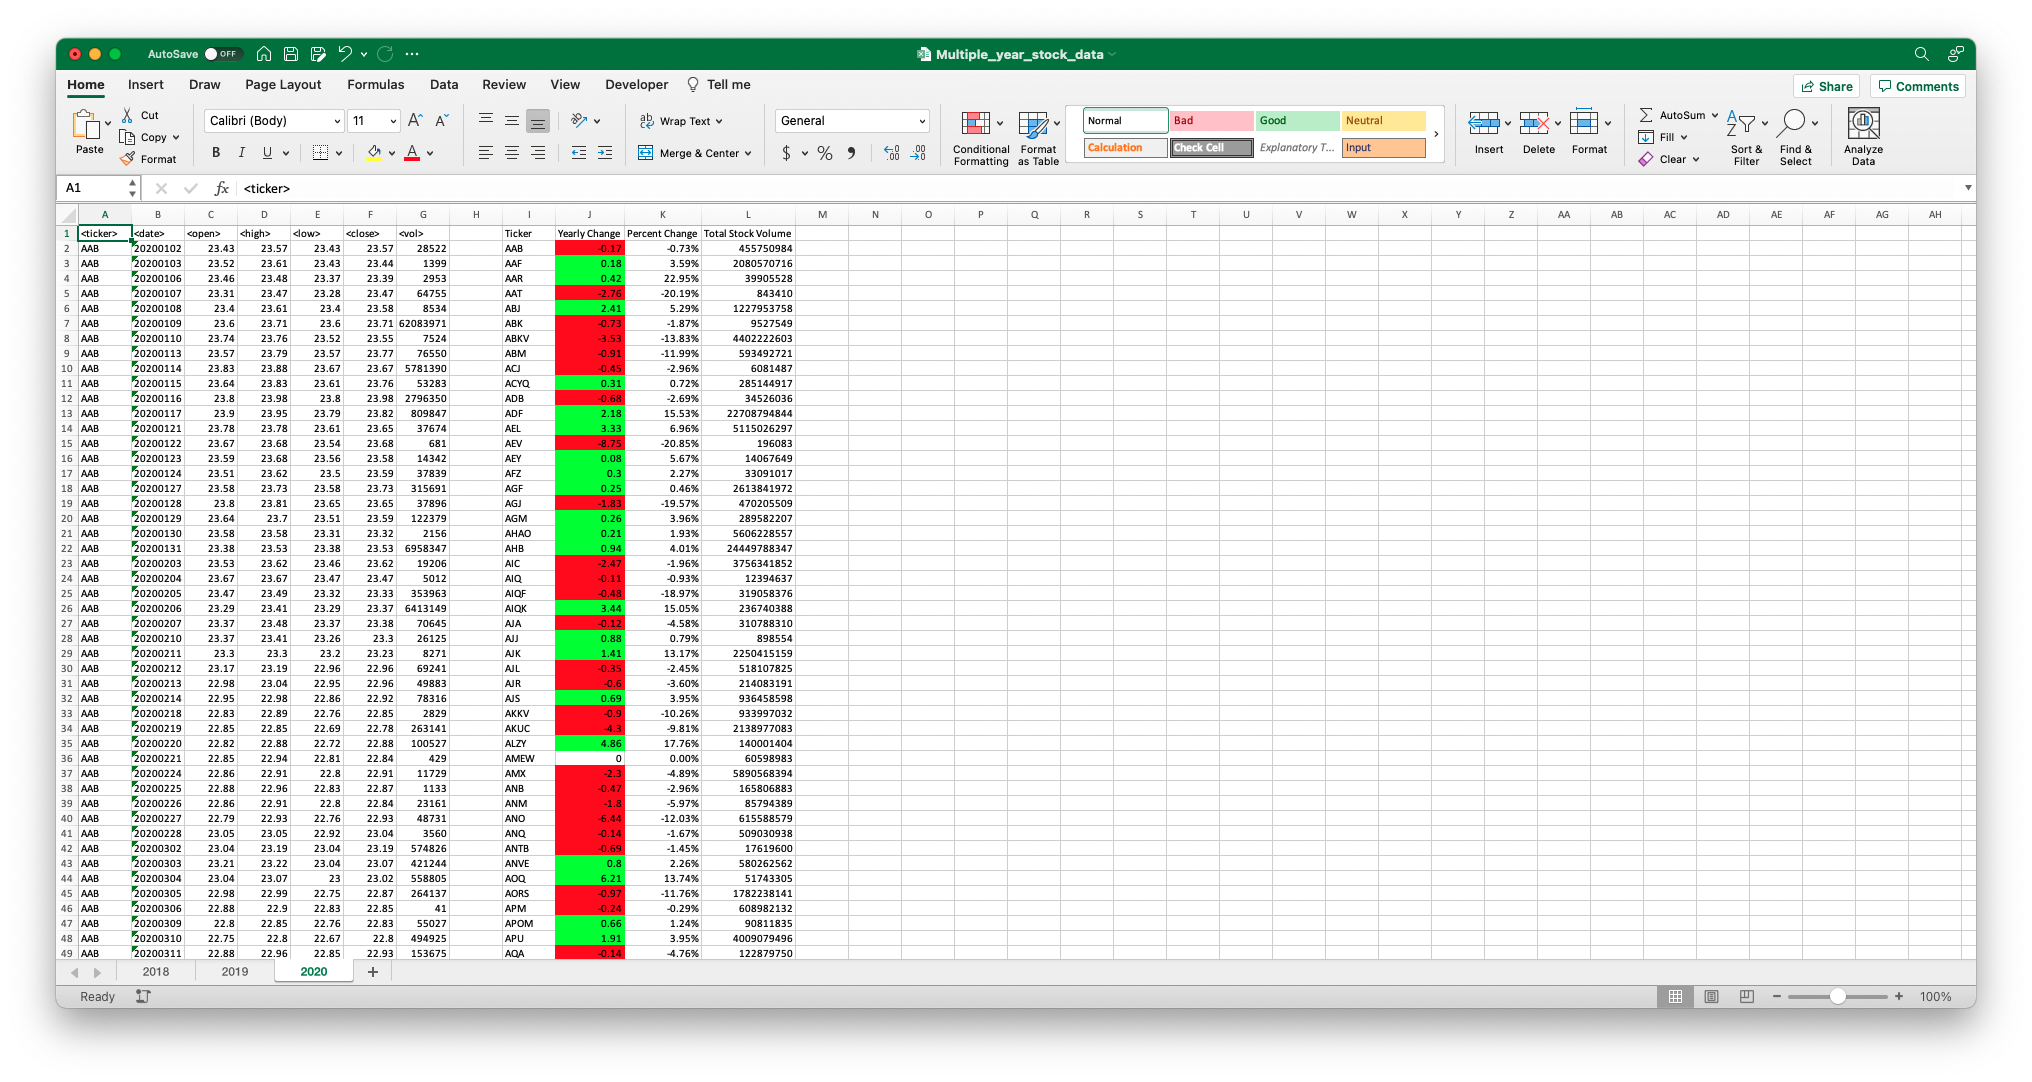 AutoSave OFF Multiple_year_stock_data
Home Insert Draw Page Layout Formulas Data Review View Developer Tell me Share Comments
Paste Cut Copy Format
Calibri (Body) 11 A^ Aˇ
B I U A
ab Wrap Text
Merge & Center
General
$ %
Conditional Formatting
Format as Table
Normal Bad Good Neutral
Calculation Check Cell Explanatory T... Input
Insert Delete Format
AutoSum
Fill
Clear
Sort & Filter
Find & Select
Analyze Data
A1 fx <ticker>
A B C D E F G H I J K L M N O P Q R S T U V W X Y Z AA AB AC AD AE AF AG AH
1 <ticker> <date> <open> <high> <low> <close> <vol> Ticker Yearly Change Percent Change Total Stock Volume
2 AAB 20200102 23.43 23.57 23.43 23.57 28522 AAB -0.17 -0.73% 455750984
3 AAB 20200103 23.52 23.61 23.43 23.44 1399 AAF 0.18 3.59% 2080570716
4 AAB 20200106 23.46 23.48 23.37 23.39 2953 AAR 0.42 22.95% 39905528
5 AAB 20200107 23.31 23.47 23.28 23.47 64755 AAT -2.76 -20.19% 843410
6 AAB 20200108 23.4 23.61 23.4 23.58 8534 ABJ 2.41 5.29% 1227953758
7 AAB 20200109 23.6 23.71 23.6 23.71 62083971 ABK -0.73 -1.87% 9527549
8 AAB 20200110 23.74 23.76 23.52 23.55 7524 ABKV -3.53 -13.83% 4402222603
9 AAB 20200113 23.57 23.79 23.57 23.77 76550 ABM -0.91 -11.99% 593492721
10 AAB 20200114 23.83 23.88 23.67 23.67 5781390 ACJ -0.45 -2.96% 6081487
11 AAB 20200115 23.64 23.83 23.61 23.76 53283 ACYQ 0.31 0.72% 285144917
12 AAB 20200116 23.8 23.98 23.8 23.98 2796350 ADB -0.68 -2.69% 34526036
13 AAB 20200117 23.9 23.95 23.79 23.82 809847 ADF 2.18 15.53% 22708794844
14 AAB 20200121 23.78 23.78 23.61 23.65 37674 AEL 3.33 6.96% 5115026297
15 AAB 20200122 23.67 23.68 23.54 23.68 681 AEV -8.75 -20.85% 196083
16 AAB 20200123 23.59 23.68 23.56 23.58 14342 AEY 0.08 5.67% 14067649
17 AAB 20200124 23.51 23.62 23.5 23.59 37839 AFZ 0.3 2.27% 33091017
18 AAB 20200127 23.58 23.73 23.58 23.73 315691 AGF 0.25 0.46% 2613841972
19 AAB 20200128 23.8 23.81 23.65 23.65 37896 AGJ -1.83 -19.57% 470205509
20 AAB 20200129 23.64 23.7 23.51 23.59 122379 AGM 0.26 3.96% 289582207
21 AAB 20200130 23.58 23.58 23.31 23.32 2156 AHAO 0.21 1.93% 5606228557
22 AAB 20200131 23.38 23.53 23.38 23.53 6958347 AHB 0.94 4.01% 24449788347
23 AAB 20200203 23.53 23.62 23.46 23.62 19206 AIC -2.47 -1.96% 3756341852
24 AAB 20200204 23.67 23.67 23.47 23.47 5012 AIQ -0.11 -0.93% 12394637
25 AAB 20200205 23.47 23.49 23.32 23.33 353963 AIQF -0.48 -18.97% 319058376
26 AAB 20200206 23.29 23.41 23.29 23.37 6413149 AIQK 3.44 15.05% 236740388
27 AAB 20200207 23.37 23.48 23.37 23.38 70645 AJA -0.12 -4.58% 310788310
28 AAB 20200210 23.37 23.41 23.26 23.3 26125 AJJ 0.88 0.79% 898554
29 AAB 20200211 23.3 23.3 23.2 23.23 8271 AJK 1.41 13.17% 2250415159
30 AAB 20200212 23.17 23.19 22.96 22.96 69241 AJL -0.35 -2.45% 518107825
31 AAB 20200213 22.98 23.04 22.95 22.96 49883 AJR -0.6 -3.60% 214083191
32 AAB 20200214 22.95 22.98 22.86 22.92 78316 AJS 0.69 3.95% 936458598
33 AAB 20200218 22.83 22.89 22.76 22.85 2829 AKKV -0.9 -10.26% 933997032
34 AAB 20200219 22.85 22.85 22.69 22.78 263141 AKUC -4.3 -9.81% 2138977083
35 AAB 20200220 22.82 22.88 22.72 22.88 100527 ALZY 4.86 17.76% 140001404
36 AAB 20200221 22.85 22.94 22.81 22.84 429 AMEW 0 0.00% 60598983
37 AAB 20200224 22.86 22.91 22.8 22.91 11729 AMX -2.3 -4.89% 5890568394
38 AAB 20200225 22.88 22.96 22.83 22.87 1133 ANB -0.47 -2.96% 165806883
39 AAB 20200226 22.86 22.91 22.8 22.84 23161 ANM -1.8 -5.97% 85794389
40 AAB 20200227 22.79 22.93 22.76 22.93 48731 ANO -6.44 -12.03% 615588579
41 AAB 20200228 23.05 23.05 22.92 23.04 3560 ANQ -0.14 -1.67% 509030938
42 AAB 20200302 23.04 23.19 23.04 23.19 574826 ANTB -0.69 -1.45% 17619600
43 AAB 20200303 23.21 23.22 23.04 23.07 421244 ANVE 0.8 2.26% 580262562
44 AAB 20200304 23.04 23.07 23 23.02 558805 AOQ 6.21 13.74% 51743305
45 AAB 20200305 22.98 22.99 22.75 22.87 264137 AORS -0.97 -11.76% 1782238141
46 AAB 20200306 22.88 22.9 22.83 22.85 41 APM -0.24 -0.29% 608982132
47 AAB 20200309 22.8 22.85 22.76 22.83 55027 APOM 0.66 1.24% 90811835
48 AAB 20200310 22.75 22.8 22.67 22.8 494925 APU 1.91 3.95% 4009079496
49 AAB 20200311 22.88 22.96 22.85 22.93 153675 AQA -0.14 -4.76% 122879750
2018 2019 2020 +
Ready 100%